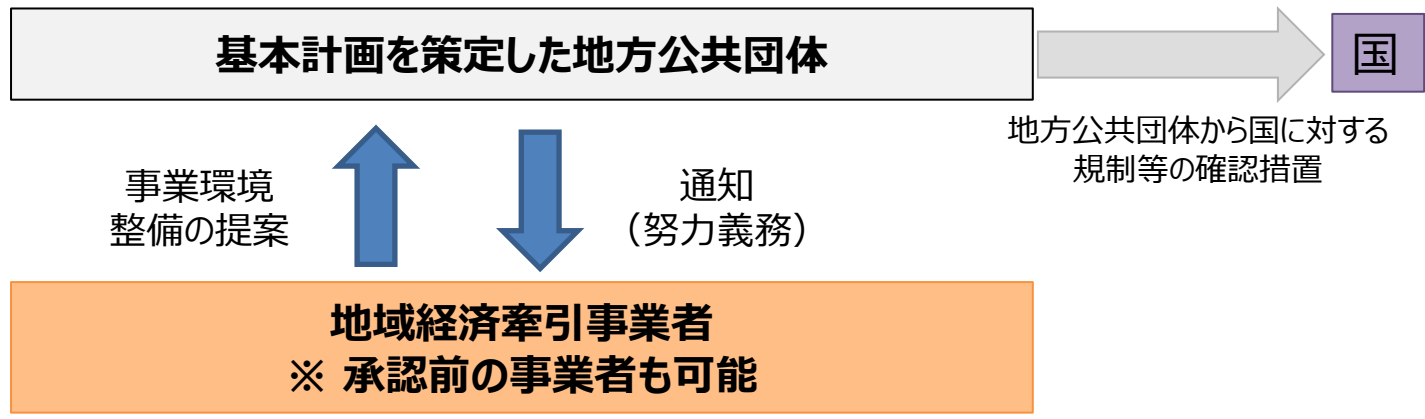 基本計画を策定した地方公共団体
国
地方公共団体から国に対する
規制等の確認措置
事業環境
整備の提案
通知
（努力義務）
地域経済牽引事業者
※ 承認前の事業者も可能